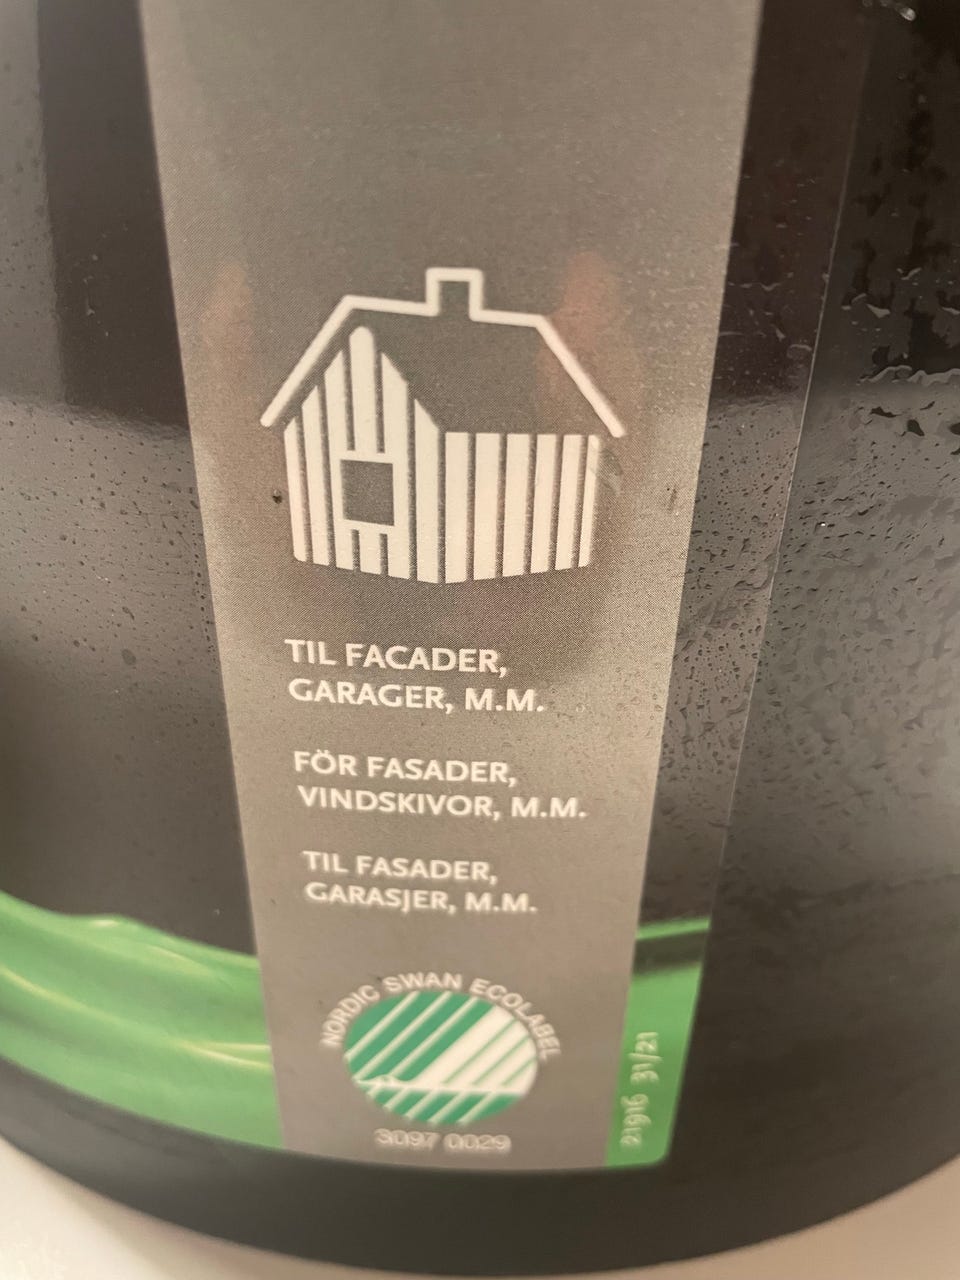 TIL FACADER,
GARAGER, M.M.
FÖR FASADER,
VINDSKIVOR, M.M.
TIL FASADER,
GARASJER, M.M.
NORDIC SWAN ECOLABEL
3097 0029
21916 31/21